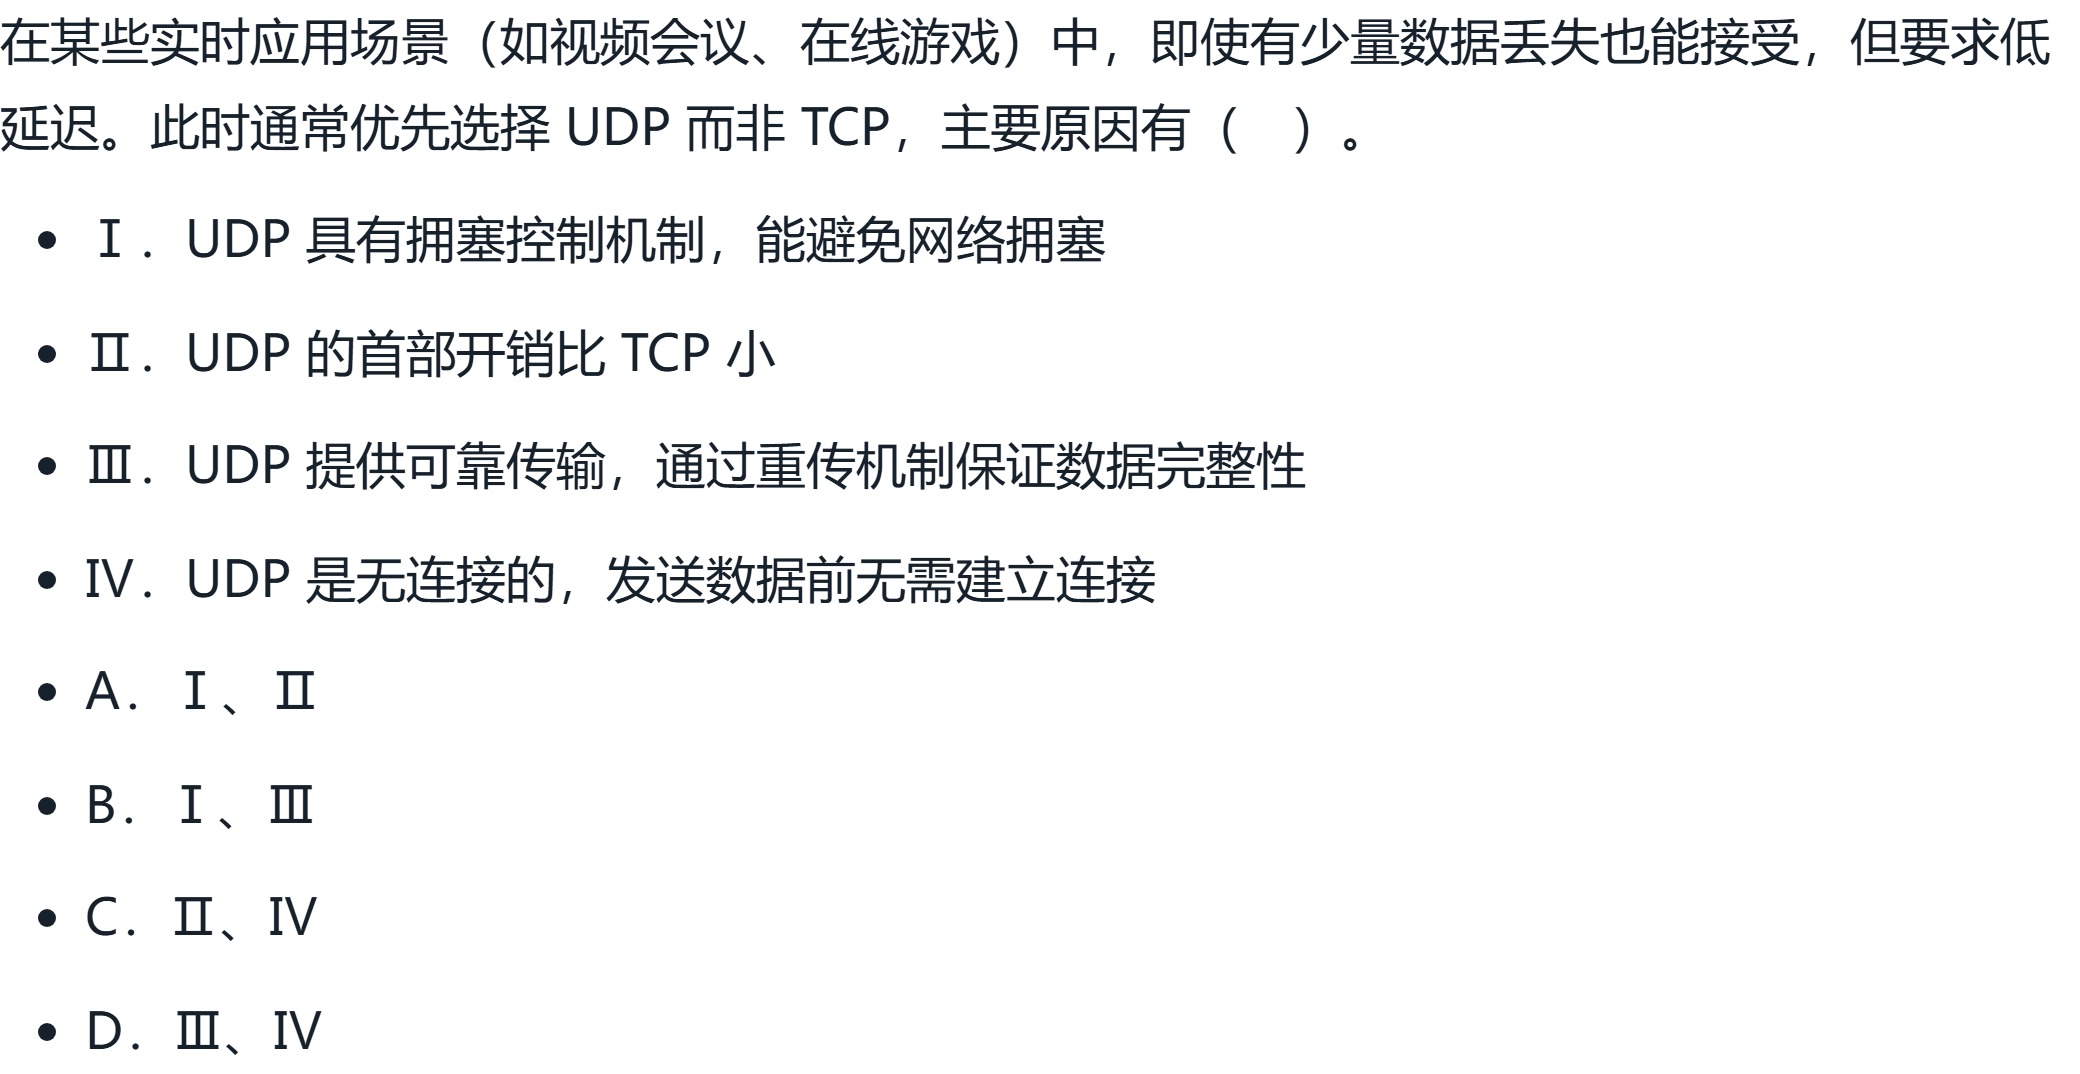 在某些实时应用场景（如视频会议、在线游戏）中，即使有少量数据丢失也能接受，但要求低
延迟。此时通常优先选择 UDP 而非 TCP，主要原因有（　）。
• Ⅰ．UDP 具有拥塞控制机制，能避免网络拥塞
• Ⅱ．UDP 的首部开销比 TCP 小
• Ⅲ．UDP 提供可靠传输，通过重传机制保证数据完整性
• Ⅳ．UDP 是无连接的，发送数据前无需建立连接
• A．Ⅰ、Ⅱ
• B．Ⅰ、Ⅲ
• C．Ⅱ、Ⅳ
• D．Ⅲ、Ⅳ